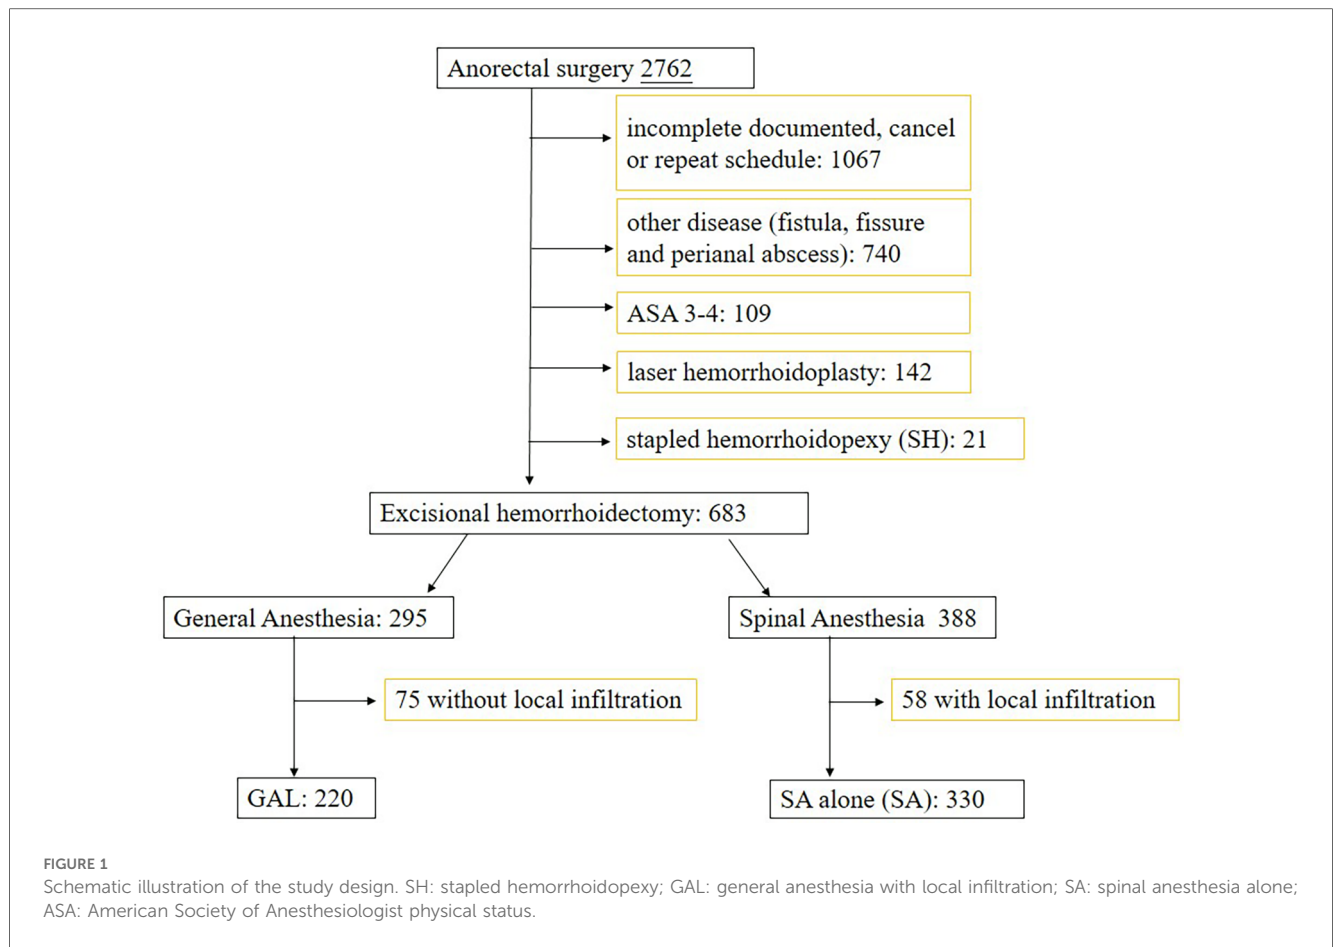 Anorectal surgery 2762
incomplete documented, cancel
or repeat schedule: 1067
other disease (fistula, fissure
and perianal abscess): 740
ASA 3-4: 109
laser hemorrhoidoplasty: 142
stapled hemorrhoidopexy (SH): 21
Excisional hemorrhoidectomy: 683
General Anesthesia: 295
Spinal Anesthesia 388
75 without local infiltration
58 with local infiltration
GAL: 220
SA alone (SA): 330
FIGURE 1
Schematic illustration of the study design. SH: stapled hemorrhoidopexy; GAL: general anesthesia with local infiltration; SA: spinal anesthesia alone;
ASA: American Society of Anesthesiologist physical status.